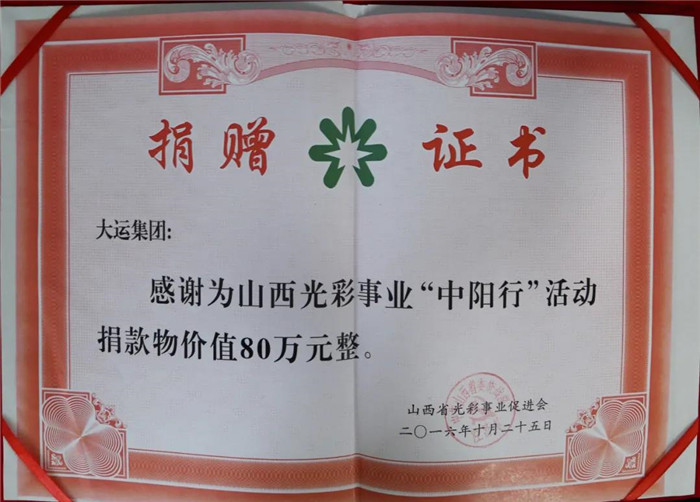 捐赠 证书
大运集团：
感谢为山西光彩事业“中阳行”活动
捐款物价值80万元整。
山西省光彩事业促进会
二〇一六年十月二十五日